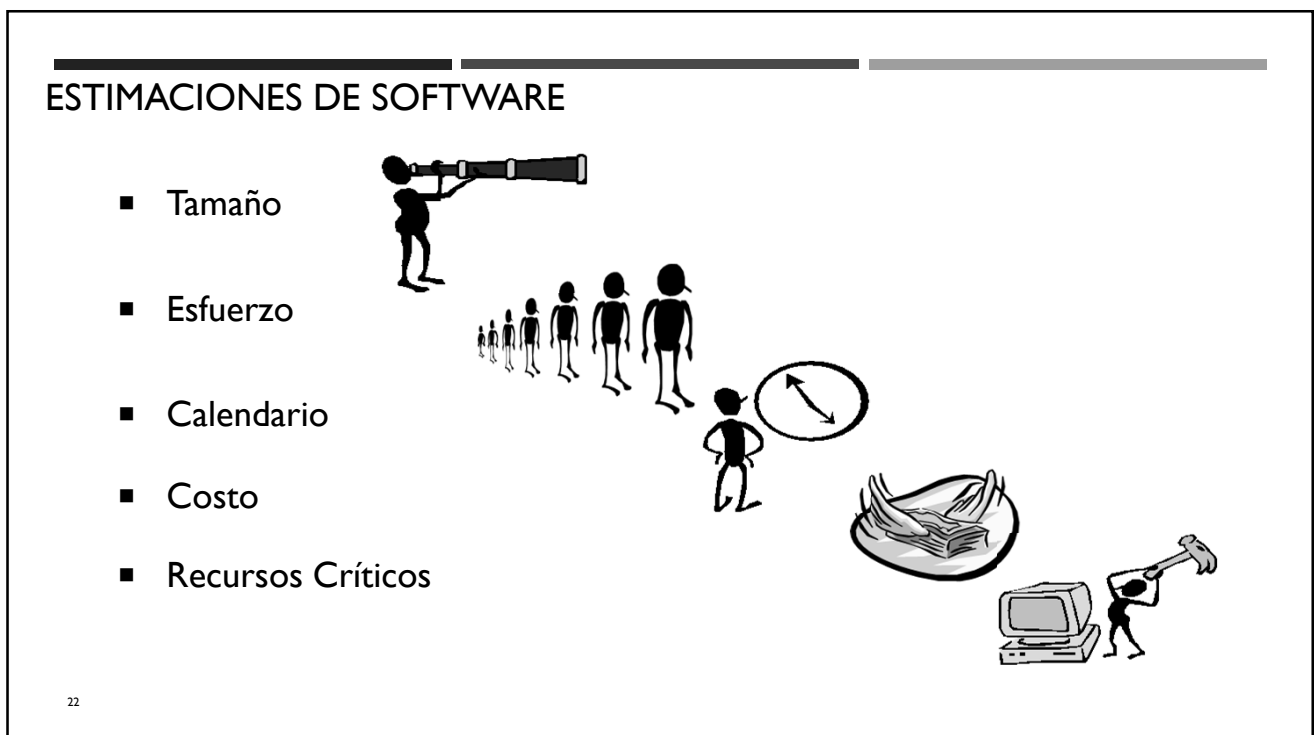 ESTIMACIONES DE SOFTWARE
▪ Tamaño
▪ Esfuerzo
▪ Calendario
▪ Costo
▪ Recursos Críticos
22